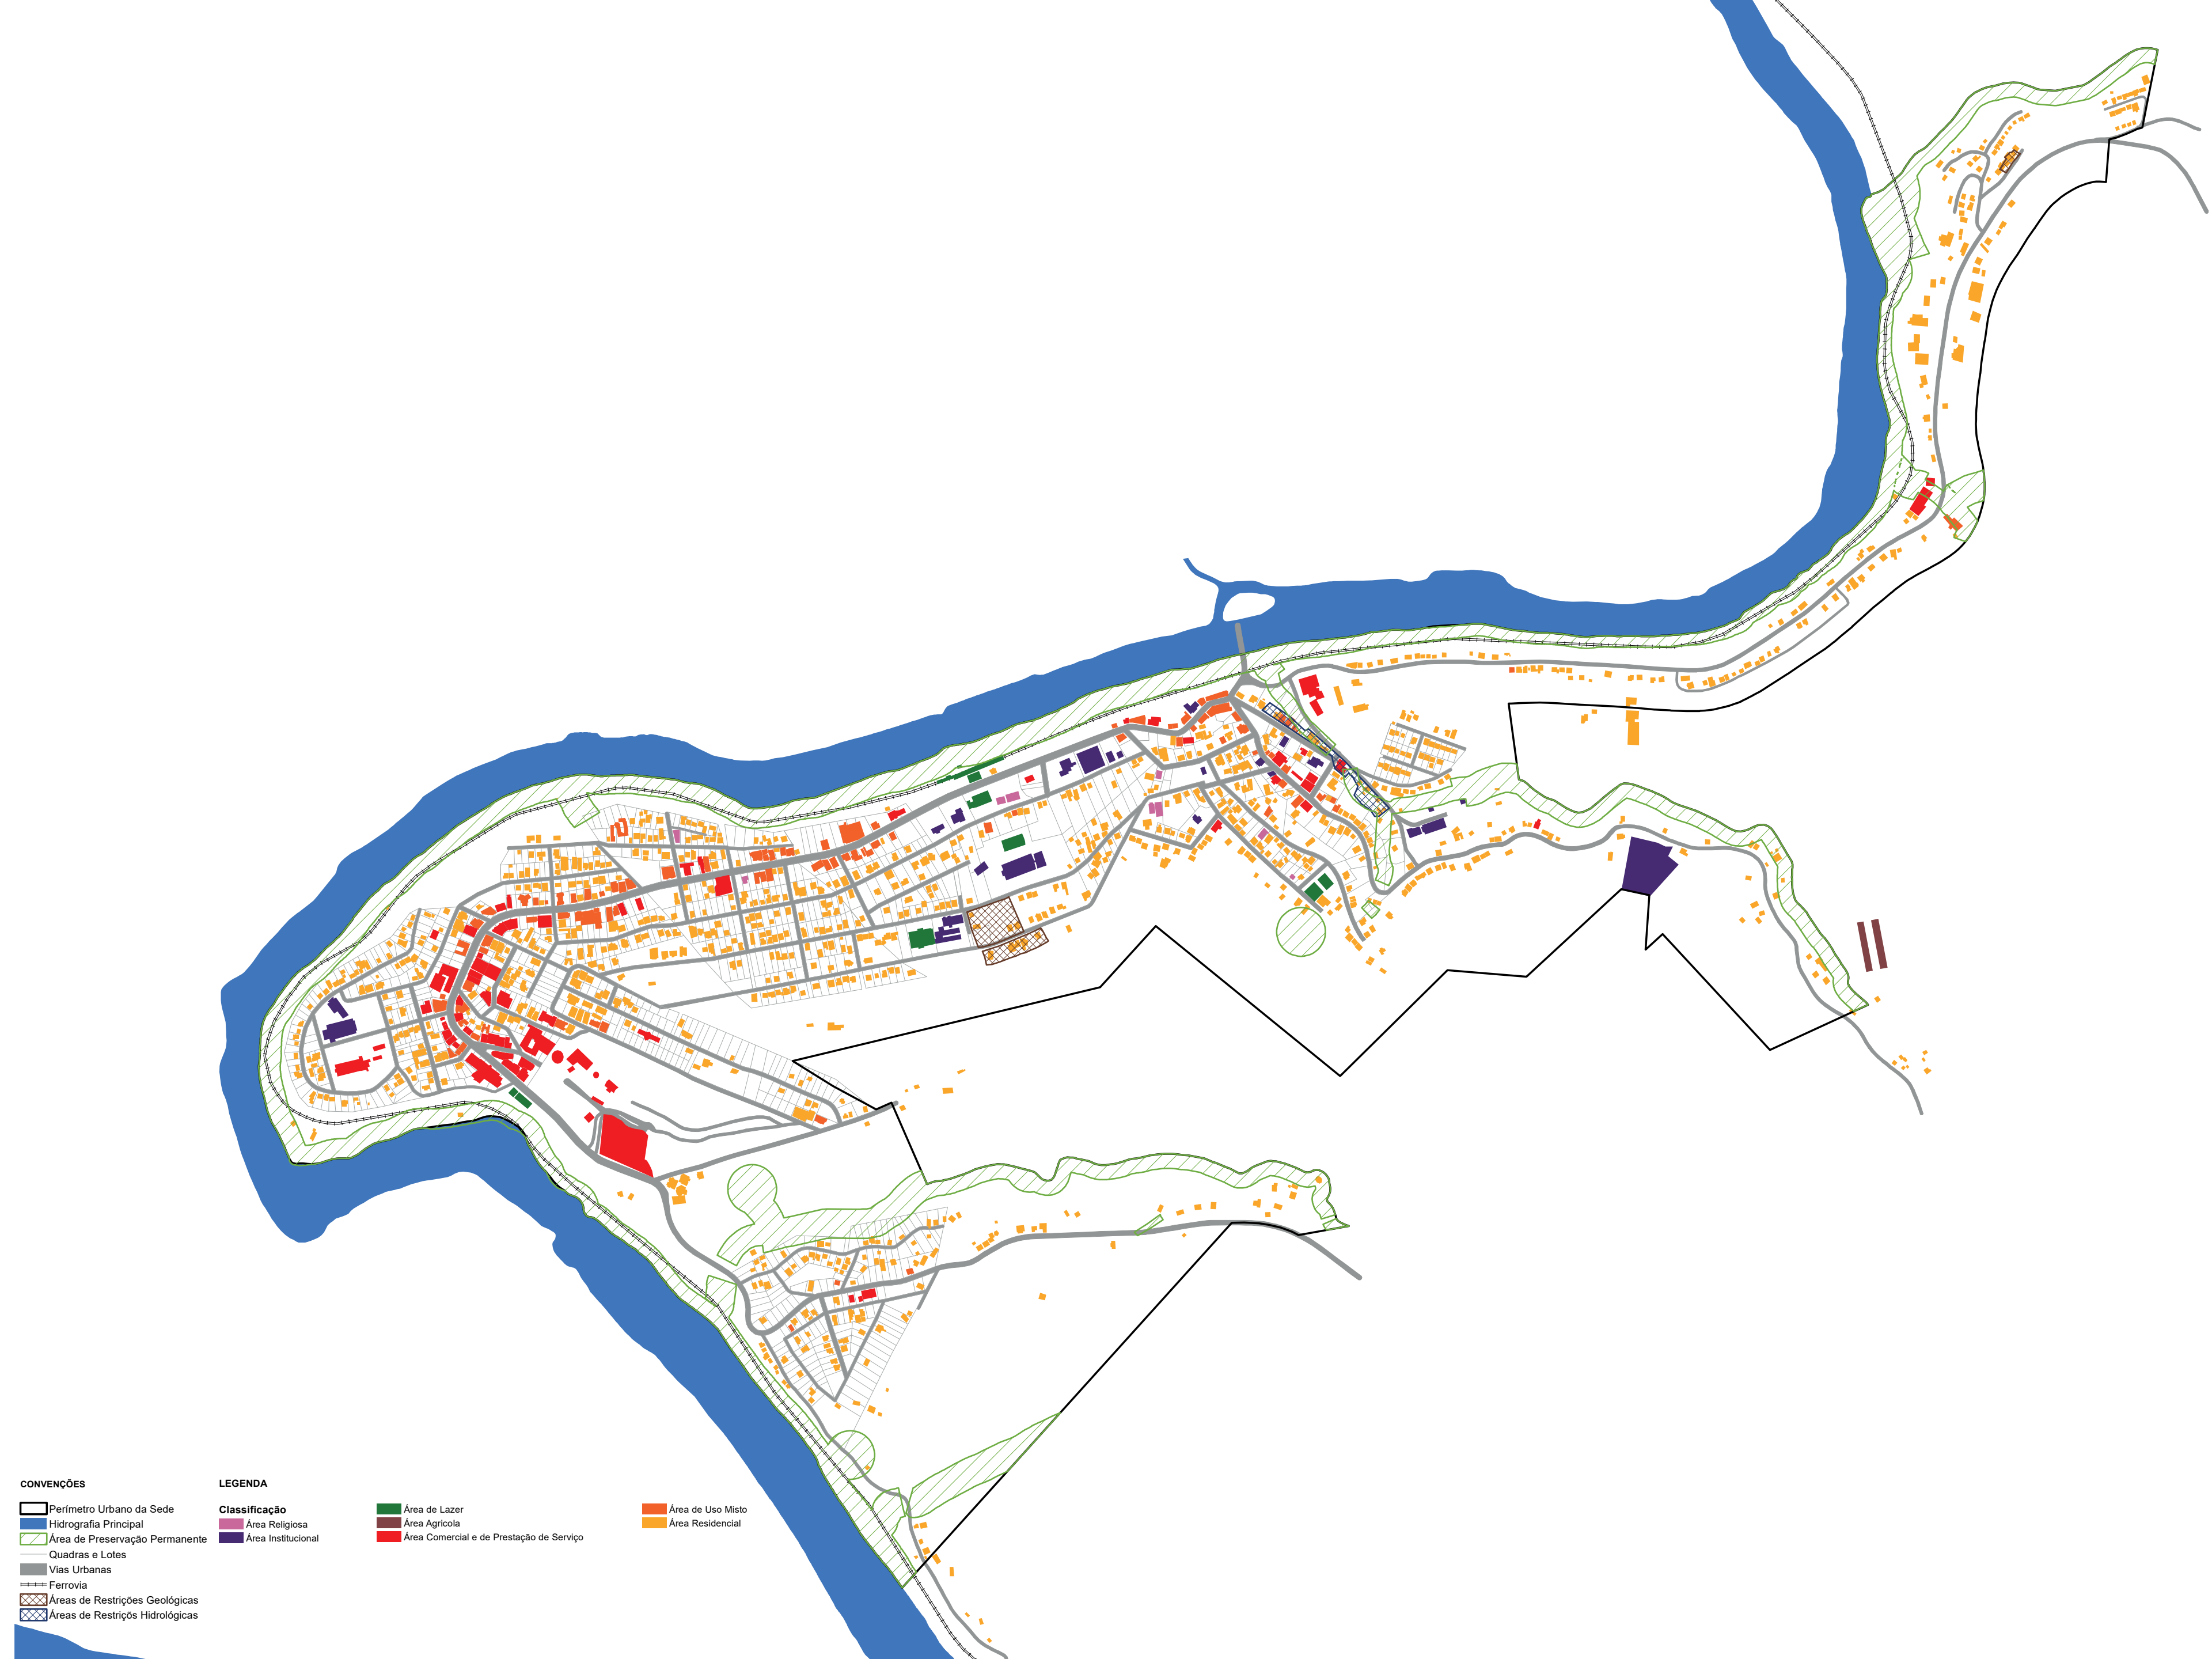 CONVENÇÕES
Perímetro Urbano da Sede
Hidrografia Principal
Área de Preservação Permanente
Quadras e Lotes
Vias Urbanas
Ferrovia
Áreas de Restrições Geológicas
Áreas de Restriçõs Hidrológicas
LEGENDA
Classificação
Área Religiosa
Área Institucional
Área de Lazer
Área Agricola
Área Comercial e de Prestação de Serviço
Área de Uso Misto
Área Residencial